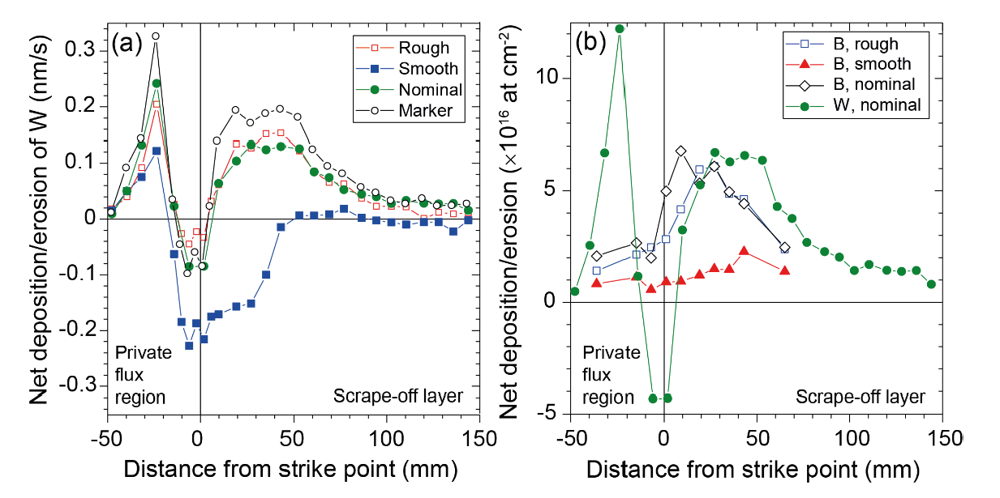 (a)
Net deposition/erosion of W (nm/s)
0.3
0.2
0.1
0
-0.1
-0.2
-0.3
Rough
Smooth
Nominal
Marker
Private
flux
region
Scrape-off layer
-50
0
50
100
150
Distance from strike point (mm)
(b)
Net deposition/erosion (×10¹⁶ at cm⁻²)
10
5
0
-5
B, rough
B, smooth
B, nominal
W, nominal
Private
flux
region
Scrape-off layer
-50
0
50
100
150
Distance from strike point (mm)